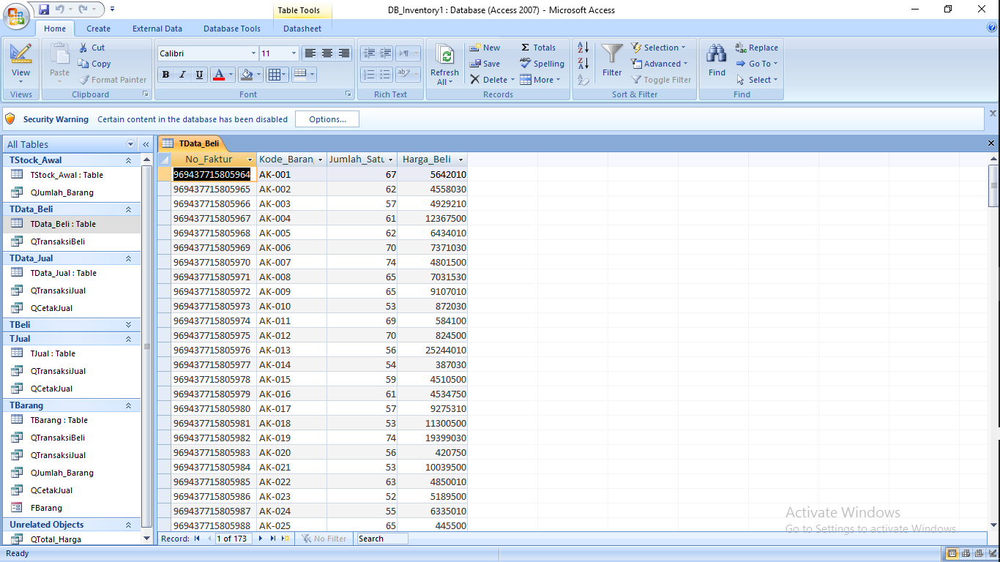 Table Tools DB_Inventory1 : Database (Access 2007) - Microsoft Access
Home Create External Data Database Tools Datasheet
View
Views
Paste
Cut
Copy
Format Painter
Clipboard
Calibri 11
B I U A
Font
Rich Text
Refresh All
New
Save
Delete
Totals
Spelling
More
Records
Filter
Selection
Advanced
Toggle Filter
Sort & Filter
Find
Replace
Go To
Select
Find
Security Warning Certain content in the database has been disabled Options...
All Tables
TStock_Awal
TStock_Awal : Table
QJumlah_Barang
TData_Beli
TData_Beli : Table
QTransaksiBeli
TData_Jual
TData_Jual : Table
QTransaksiJual
QCetakJual
TBeli
TJual
TJual : Table
QTransaksiJual
QCetakJual
TBarang
TBarang : Table
QTransaksiBeli
QTransaksiJual
QJumlah_Barang
QCetakJual
FBarang
Unrelated Objects
QTotal_Harga
TData_Beli
No_Faktur Kode_Baran Jumlah_Satu Harga_Beli
969437715805964 AK-001 67 5642010
969437715805965 AK-002 62 4558030
969437715805966 AK-003 57 4929210
969437715805967 AK-004 61 12367500
969437715805968 AK-005 62 6434010
969437715805969 AK-006 70 7371030
969437715805970 AK-007 74 4801500
969437715805971 AK-008 65 7031530
969437715805972 AK-009 65 9107010
969437715805973 AK-010 53 872030
969437715805974 AK-011 69 584100
969437715805975 AK-012 70 824500
969437715805976 AK-013 56 25244010
969437715805977 AK-014 54 387030
969437715805978 AK-015 59 4510500
969437715805979 AK-016 61 4534750
969437715805980 AK-017 57 9275310
969437715805981 AK-018 53 11300500
969437715805982 AK-019 74 19399030
969437715805983 AK-020 56 420750
969437715805984 AK-021 53 10039500
969437715805985 AK-022 63 4850010
969437715805986 AK-023 52 5189500
969437715805987 AK-024 55 6335010
969437715805988 AK-025 65 445500
Record: 1 of 173 No Filter Search
Activate Windows
Go to Settings to activate Windows.
Ready